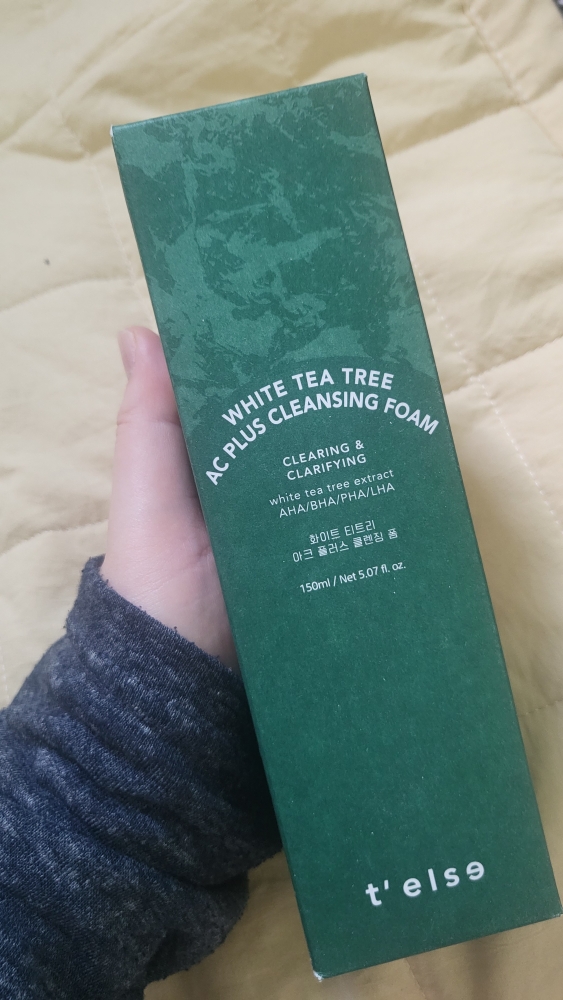 WHITE TEA TREE
AC PLUS CLEANSING FOAM
CLEARING &
CLARIFYING
white tea tree extract
AHA/BHA/PHA/LHA
화이트 티트리
아크 플러스 클렌징 폼
150ml / Net 5.07 fl. oz.
t' else